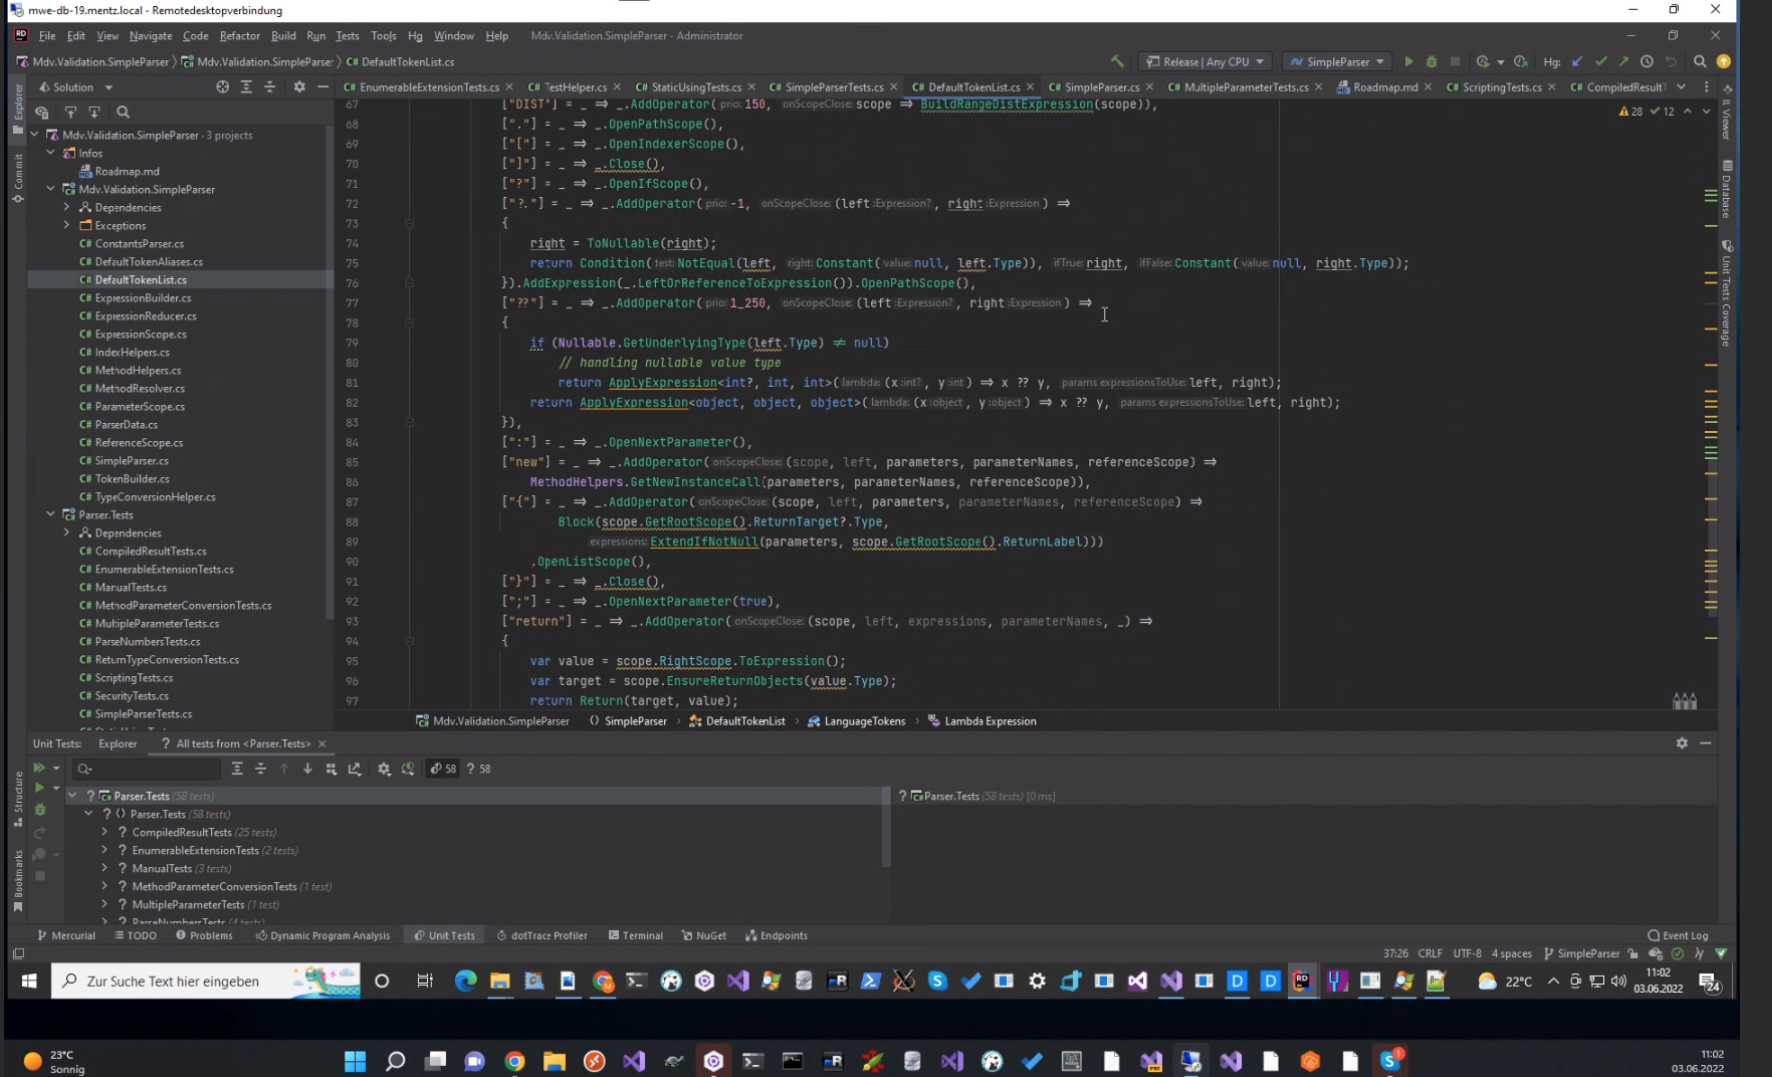 mwe-db-19.mentz.local - Remotedesktopverbindung
File Edit View Navigate Code Refactor Build Run Tests Tools Hg Window Help Mdv.Validation.SimpleParser - Administrator
Mdv.Validation.SimpleParser Mdv.Validation.SimpleParser DefaultTokenList.cs
Release | Any CPU SimpleParser Hg:
Solution
EnumerableExtensionTests.cs TestHelper.cs StaticUsingTests.cs SimpleParserTests.cs DefaultTokenList.cs SimpleParser.cs MultipleParameterTests.cs Roadmap.md ScriptingTests.cs CompiledResultT
Explorer
Commit
Mdv.Validation.SimpleParser · 3 projects
Infos
Roadmap.md
Mdv.Validation.SimpleParser
Dependencies
Exceptions
C# ConstantsParser.cs
C# DefaultTokenAliases.cs
C# DefaultTokenList.cs
C# ExpressionBuilder.cs
C# ExpressionReducer.cs
C# ExpressionScope.cs
C# IndexHelpers.cs
C# MethodHelpers.cs
C# MethodResolver.cs
C# ParameterScope.cs
C# ParserData.cs
C# ReferenceScope.cs
C# SimpleParser.cs
C# TokenBuilder.cs
C# TypeConversionHelper.cs
Parser.Tests
Dependencies
C# CompiledResultTests.cs
C# EnumerableExtensionTests.cs
C# ManualTests.cs
C# MethodParameterConversionTests.cs
C# MultipleParameterTests.cs
C# ParseNumbersTests.cs
C# ReturnTypeConversionTests.cs
C# ScriptingTests.cs
C# SecurityTests.cs
C# SimpleParserTests.cs
67 ["DIST"] = _ => _.AddOperator( prio: 150, onScopeClose: scope => BuildRangeDistExpression(scope)),
68 ["."] = _ => _.OpenPathScope(),
69 ["["] = _ => _.OpenIndexerScope(),
70 ["]"] = _ => _.Close(),
71 ["?"] = _ => _.OpenIfScope(),
72 ["?."] = _ => _.AddOperator( prio: -1, onScopeClose: (left :Expression? , right :Expression ) =>
73 {
74 right = ToNullable(right);
75 return Condition( test: NotEqual(left, right: Constant( value: null, left.Type)), ifTrue: right, ifFalse: Constant( value: null, right.Type));
76 }).AddExpression(_.LeftOrReferenceToExpression()).OpenPathScope(),
77 ["??"] = _ => _.AddOperator( prio: 1_250, onScopeClose: (left :Expression? , right :Expression ) =>
78 {
79 if (Nullable.GetUnderlyingType(left.Type) ≠ null)
80 // handling nullable value type
81 return ApplyExpression<int?, int, int>( lambda: (x :int? , y :int ) => x ?? y, params expressionsToUse: left, right);
82 return ApplyExpression<object, object, object>( lambda: (x :object , y :object ) => x ?? y, params expressionsToUse: left, right);
83 }),
84 [":"] = _ => _.OpenNextParameter(),
85 ["new"] = _ => _.AddOperator( onScopeClose: (scope, left, parameters, parameterNames, referenceScope) =>
86 MethodHelpers.GetNewInstanceCall(parameters, parameterNames, referenceScope)),
87 ["{"] = _ => _.AddOperator( onScopeClose: (scope, left, parameters, parameterNames, referenceScope) =>
88 Block(scope.GetRootScope().ReturnTarget?.Type,
89 expressions: ExtendIfNotNull(parameters, scope.GetRootScope().ReturnLabel)))
90 .OpenListScope(),
91 ["}"] = _ => _.Close(),
92 [";"] = _ => _.OpenNextParameter(true),
93 ["return"] = _ => _.AddOperator( onScopeClose: (scope, left, expressions, parameterNames, _) =>
94 {
95 var value = scope.RightScope.ToExpression();
96 var target = scope.EnsureReturnObjects(value.Type);
97 return Return(target, value);
28 12
IL Viewer
Database
Unit Tests Coverage
Mdv.Validation.SimpleParser SimpleParser DefaultTokenList LanguageTokens Lambda Expression
Unit Tests: Explorer ? All tests from <Parser.Tests>
58 ? 58
Structure
Bookmarks
? Parser.Tests (58 tests)
? Parser.Tests (58 tests)
? CompiledResultTests (25 tests)
? EnumerableExtensionTests (2 tests)
? ManualTests (3 tests)
? MethodParameterConversionTests (1 test)
? MultipleParameterTests (1 test)
? ParseNumbersTests (4 tests)
? Parser.Tests (58 tests) [0 ms]
Mercurial TODO Problems Dynamic Program Analysis Unit Tests dotTrace Profiler Terminal NuGet Endpoints Event Log
37:26 CRLF UTF-8 4 spaces SimpleParser
Zur Suche Text hier eingeben
22°C
11:02
03.06.2022
24
23°C
Sonnig
11:02
03.06.2022